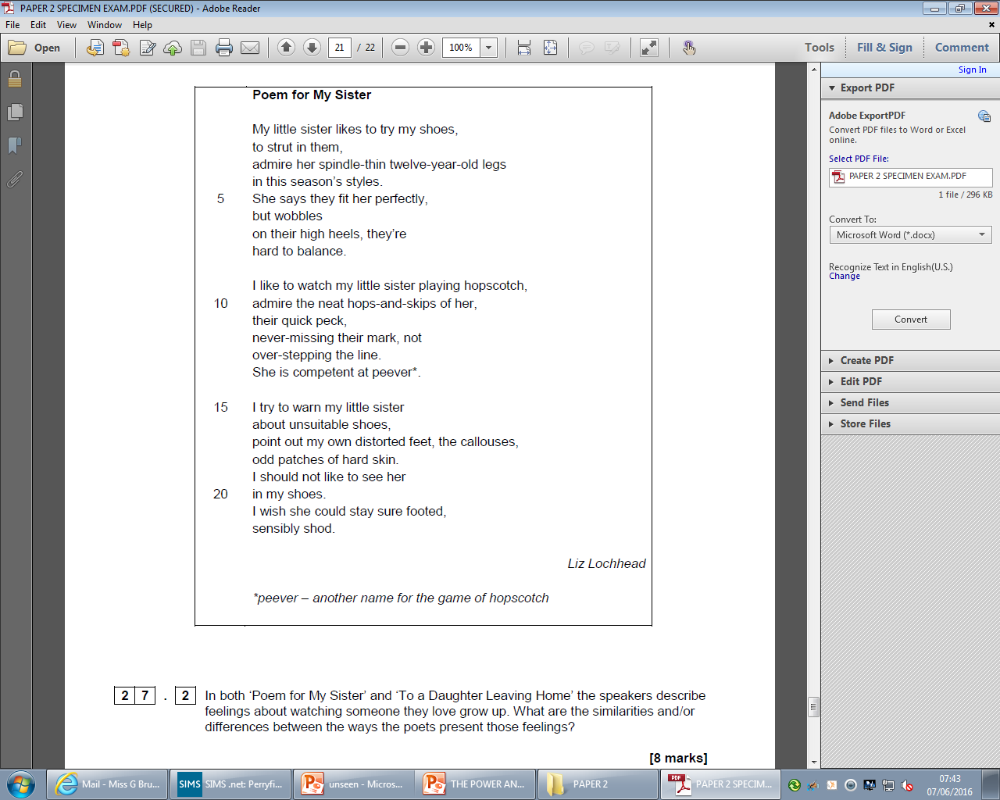 PAPER 2 SPECIMEN EXAM.PDF (SECURED) - Adobe Reader
File Edit View Window Help
Open 21 / 22 100% Tools Fill & Sign Comment
Sign In
Export PDF
Adobe ExportPDF
Convert PDF files to Word or Excel
online.
Select PDF File:
PAPER 2 SPECIMEN EXAM.PDF
1 file / 296 KB
Convert To:
Microsoft Word (*.docx)
Recognize Text in English(U.S.)
Change
Convert
Create PDF
Edit PDF
Send Files
Store Files
Poem for My Sister
My little sister likes to try my shoes,
to strut in them,
admire her spindle-thin twelve-year-old legs
in this season's styles.
5 She says they fit her perfectly,
but wobbles
on their high heels, they're
hard to balance.
I like to watch my little sister playing hopscotch,
10 admire the neat hops-and-skips of her,
their quick peck,
never-missing their mark, not
over-stepping the line.
She is competent at peever*.
15 I try to warn my little sister
about unsuitable shoes,
point out my own distorted feet, the callouses,
odd patches of hard skin.
I should not like to see her
20 in my shoes.
I wish she could stay sure footed,
sensibly shod.
Liz Lochhead
*peever – another name for the game of hopscotch
2 7 . 2 In both 'Poem for My Sister' and 'To a Daughter Leaving Home' the speakers describe
feelings about watching someone they love grow up. What are the similarities and/or
differences between the ways the poets present those feelings?
[8 marks]
Mail - Miss G Bru... SIMS SIMS .net: Perryfi... unseen - Micros... THE POWER AN... PAPER 2 PDF PAPER 2 SPECIM... 07:43
07/06/2016